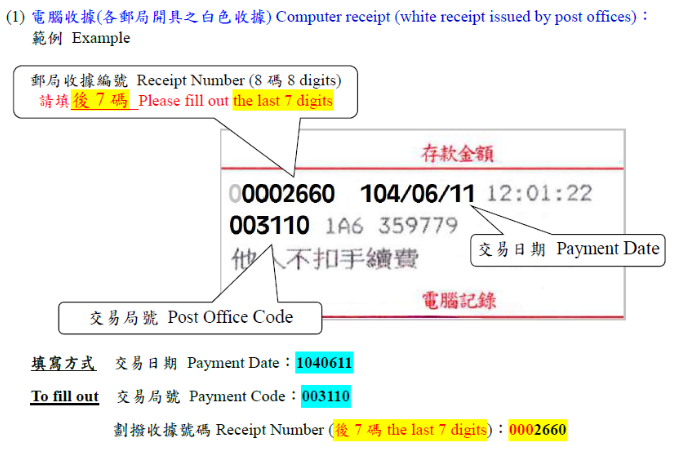 (1) 電腦收據(各郵局開具之白色收據) Computer receipt (white receipt issued by post offices)：
範例 Example
郵局收據編號 Receipt Number (8 碼 8 digits)
請填後 7 碼 Please fill out the last 7 digits
存款金額
00002660 104/06/11 12:01:22
003110 1A6 359779
交易日期 Payment Date
他人不扣手續費
電腦記錄
交易局號 Post Office Code
填寫方式 交易日期 Payment Date：1040611
To fill out 交易局號 Payment Code：003110
劃撥收據號碼 Receipt Number (後 7 碼 the last 7 digits)：0002660